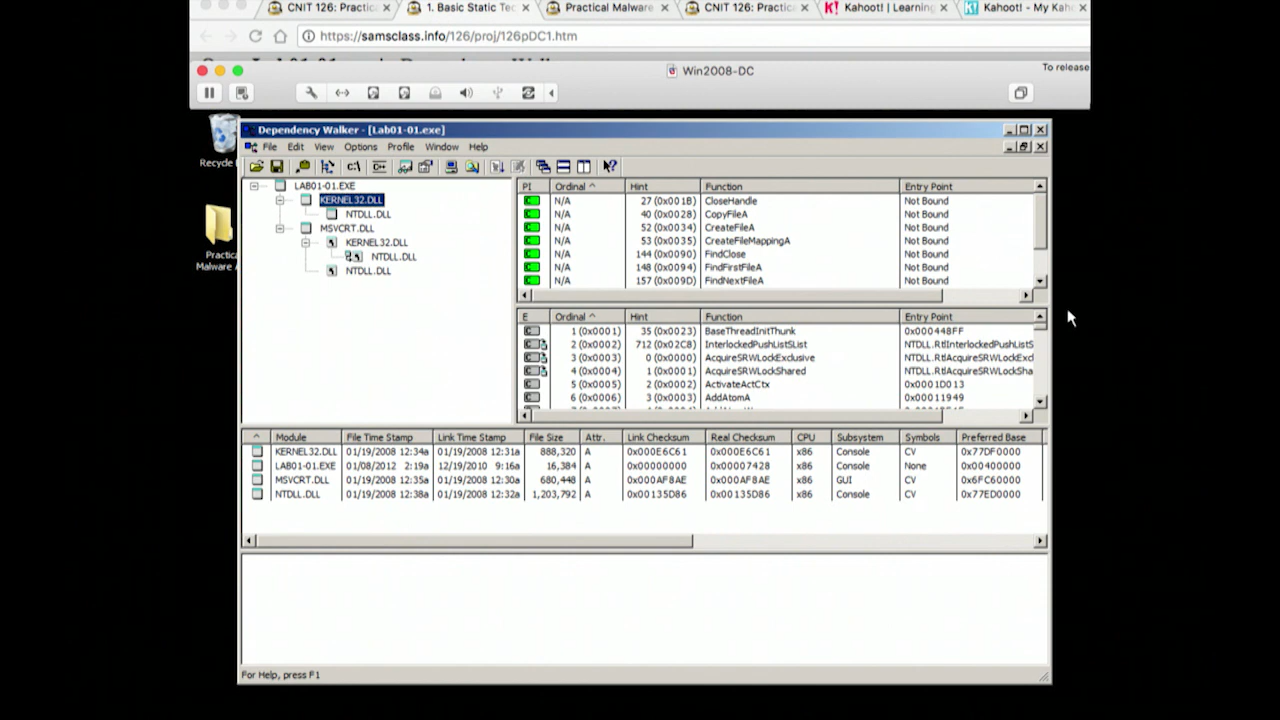 CNIT 126: Practica
1. Basic Static Tec
Practical Malware
CNIT 126: Practic
Kahoot! | Learning
Kahoot! - My Kah
https://samsclass.info/126/proj/126pDC1.htm
Win2008-DC
To release
Recycle
Practica
Malware
Dependency Walker - [Lab01-01.exe]
File Edit View Options Profile Window Help
LAB01-01.EXE
KERNEL32.DLL
NTDLL.DLL
MSVCRT.DLL
KERNEL32.DLL
NTDLL.DLL
NTDLL.DLL
PI Ordinal ^ Hint Function Entry Point
N/A 27 (0x001B) CloseHandle Not Bound
N/A 40 (0x0028) CopyFileA Not Bound
N/A 52 (0x0034) CreateFileA Not Bound
N/A 53 (0x0035) CreateFileMappingA Not Bound
N/A 144 (0x0090) FindClose Not Bound
N/A 148 (0x0094) FindFirstFileA Not Bound
N/A 157 (0x009D) FindNextFileA Not Bound
E Ordinal ^ Hint Function Entry Point
1 (0x0001) 35 (0x0023) BaseThreadInitThunk 0x000448FF
2 (0x0002) 712 (0x02C8) InterlockedPushListSList NTDLL.RtlInterlockedPushListS
3 (0x0003) 0 (0x0000) AcquireSRWLockExclusive NTDLL.RtlAcquireSRWLockExcl
4 (0x0004) 1 (0x0001) AcquireSRWLockShared NTDLL.RtlAcquireSRWLockSha
5 (0x0005) 2 (0x0002) ActivateActCtx 0x0001D013
6 (0x0006) 3 (0x0003) AddAtomA 0x00011949
^ Module File Time Stamp Link Time Stamp File Size Attr. Link Checksum Real Checksum CPU Subsystem Symbols Preferred Base
KERNEL32.DLL 01/19/2008 12:34a 01/19/2008 12:31a 888,320 A 0x000E6C61 0x000E6C61 x86 Console CV 0x77DF0000
LAB01-01.EXE 01/08/2012 2:19a 12/19/2010 9:16a 16,384 A 0x00000000 0x00007428 x86 Console None 0x00400000
MSVCRT.DLL 01/19/2008 12:35a 01/19/2008 12:30a 680,448 A 0x000AF8AE 0x000AF8AE x86 GUI CV 0x6FC60000
NTDLL.DLL 01/19/2008 12:38a 01/19/2008 12:32a 1,203,792 A 0x00135D86 0x00135D86 x86 Console CV 0x77ED0000
For Help, press F1